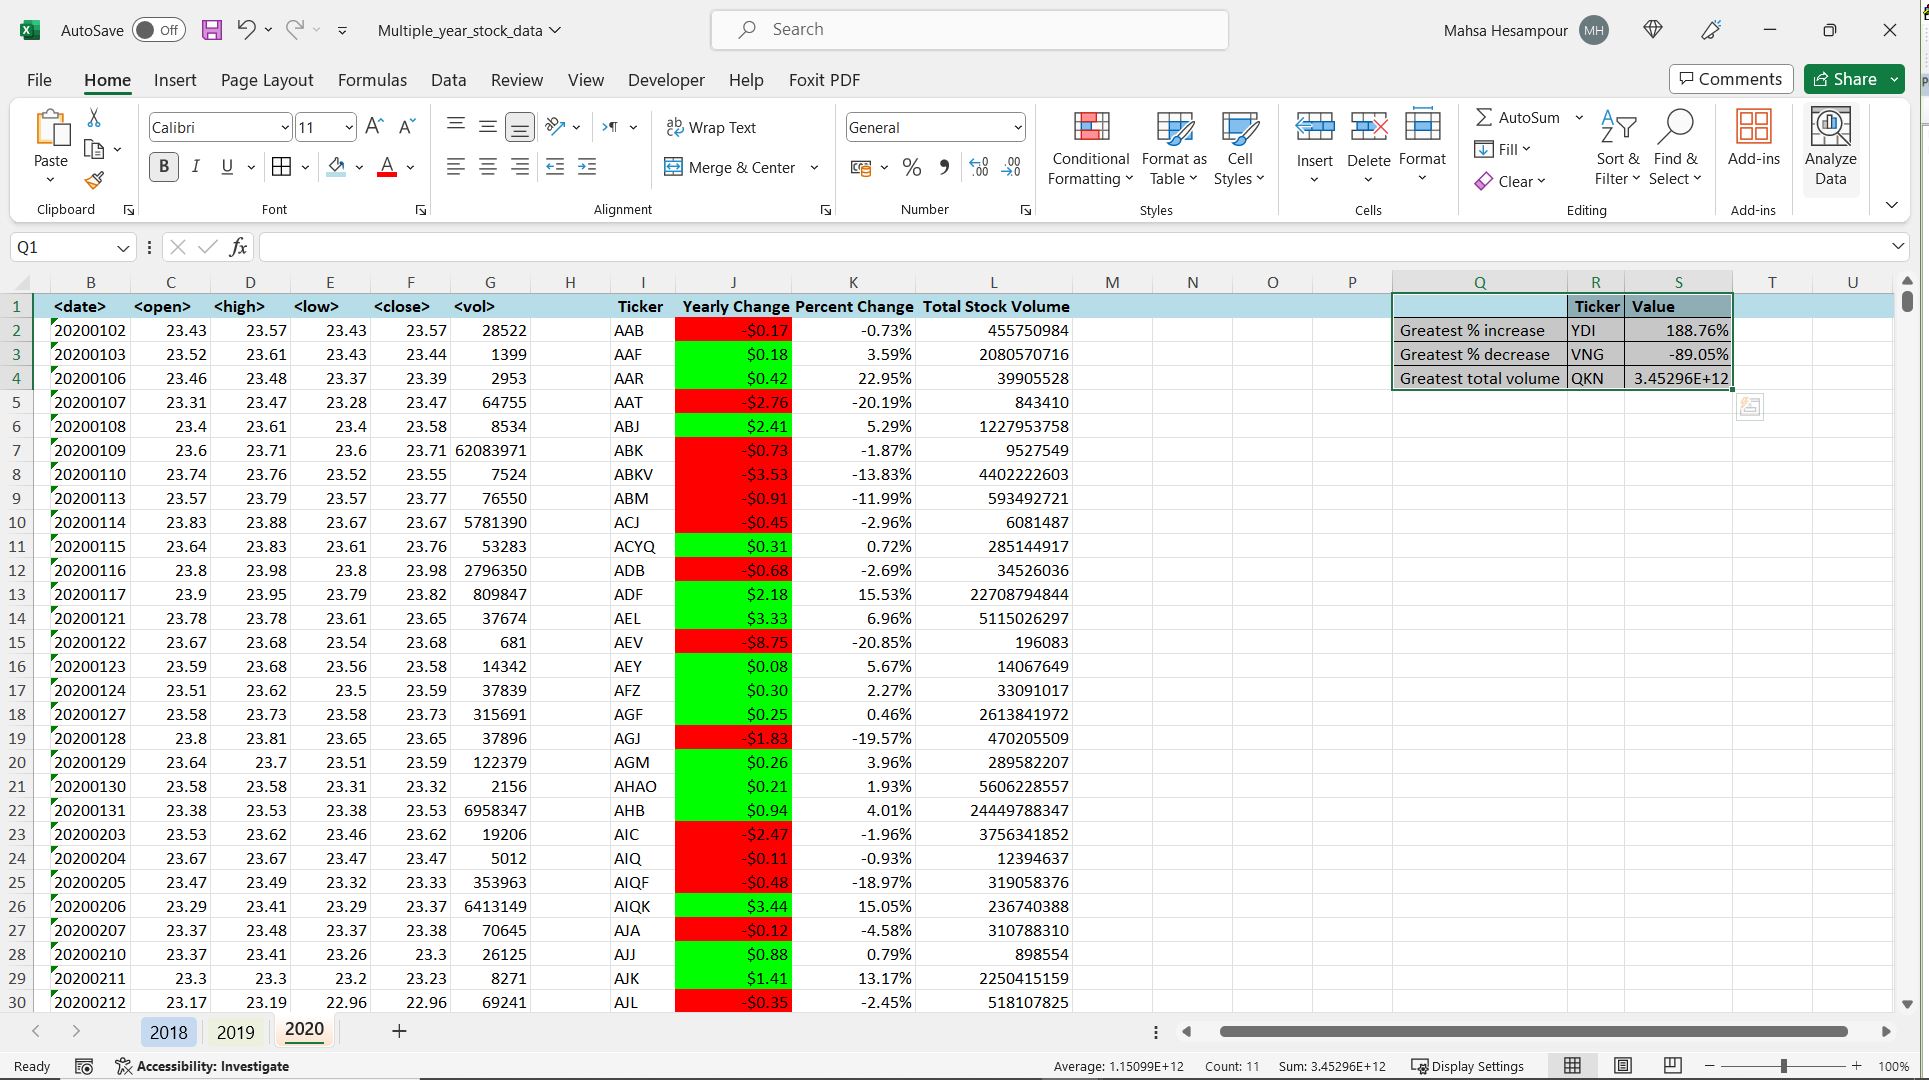 AutoSave Off Multiple_year_stock_data Search Mahsa Hesampour MH
File Home Insert Page Layout Formulas Data Review View Developer Help Foxit PDF Comments Share
Paste Calibri 11 Wrap Text General Conditional Formatting Format as Table Cell Styles Insert Delete Format AutoSum Fill Clear Sort & Filter Find & Select Add-ins Analyze Data
B I U A Merge & Center % 
Clipboard Font Alignment Number Styles Cells Editing Add-ins
Q1 fx
B C D E F G H I J K L M N O P Q R S T U
1 <date> <open> <high> <low> <close> <vol> Ticker Yearly Change Percent Change Total Stock Volume Ticker Value
2 20200102 23.43 23.57 23.43 23.57 28522 AAB -$0.17 -0.73% 455750984 Greatest % increase YDI 188.76%
3 20200103 23.52 23.61 23.43 23.44 1399 AAF $0.18 3.59% 2080570716 Greatest % decrease VNG -89.05%
4 20200106 23.46 23.48 23.37 23.39 2953 AAR $0.42 22.95% 39905528 Greatest total volume QKN 3.45296E+12
5 20200107 23.31 23.47 23.28 23.47 64755 AAT -$2.76 -20.19% 843410
6 20200108 23.4 23.61 23.4 23.58 8534 ABJ $2.41 5.29% 1227953758
7 20200109 23.6 23.71 23.6 23.71 62083971 ABK -$0.73 -1.87% 9527549
8 20200110 23.74 23.76 23.52 23.55 7524 ABKV -$3.53 -13.83% 4402222603
9 20200113 23.57 23.79 23.57 23.77 76550 ABM -$0.91 -11.99% 593492721
10 20200114 23.83 23.88 23.67 23.67 5781390 ACJ -$0.45 -2.96% 6081487
11 20200115 23.64 23.83 23.61 23.76 53283 ACYQ $0.31 0.72% 285144917
12 20200116 23.8 23.98 23.8 23.98 2796350 ADB -$0.68 -2.69% 34526036
13 20200117 23.9 23.95 23.79 23.82 809847 ADF $2.18 15.53% 22708794844
14 20200121 23.78 23.78 23.61 23.65 37674 AEL $3.33 6.96% 5115026297
15 20200122 23.67 23.68 23.54 23.68 681 AEV -$8.75 -20.85% 196083
16 20200123 23.59 23.68 23.56 23.58 14342 AEY $0.08 5.67% 14067649
17 20200124 23.51 23.62 23.5 23.59 37839 AFZ $0.30 2.27% 33091017
18 20200127 23.58 23.73 23.58 23.73 315691 AGF $0.25 0.46% 2613841972
19 20200128 23.8 23.81 23.65 23.65 37896 AGJ -$1.83 -19.57% 470205509
20 20200129 23.64 23.7 23.51 23.59 122379 AGM $0.26 3.96% 289582207
21 20200130 23.58 23.58 23.31 23.32 2156 AHAO $0.21 1.93% 5606228557
22 20200131 23.38 23.53 23.38 23.53 6958347 AHB $0.94 4.01% 24449788347
23 20200203 23.53 23.62 23.46 23.62 19206 AIC -$2.47 -1.96% 3756341852
24 20200204 23.67 23.67 23.47 23.47 5012 AIQ -$0.11 -0.93% 12394637
25 20200205 23.47 23.49 23.32 23.33 353963 AIQF -$0.48 -18.97% 319058376
26 20200206 23.29 23.41 23.29 23.37 6413149 AIQK $3.44 15.05% 236740388
27 20200207 23.37 23.48 23.37 23.38 70645 AJA -$0.12 -4.58% 310788310
28 20200210 23.37 23.41 23.26 23.3 26125 AJJ $0.88 0.79% 898554
29 20200211 23.3 23.3 23.2 23.23 8271 AJK $1.41 13.17% 2250415159
30 20200212 23.17 23.19 22.96 22.96 69241 AJL -$0.35 -2.45% 518107825
2018 2019 2020
Ready Accessibility: Investigate Average: 1.15099E+12 Count: 11 Sum: 3.45296E+12 Display Settings 100%